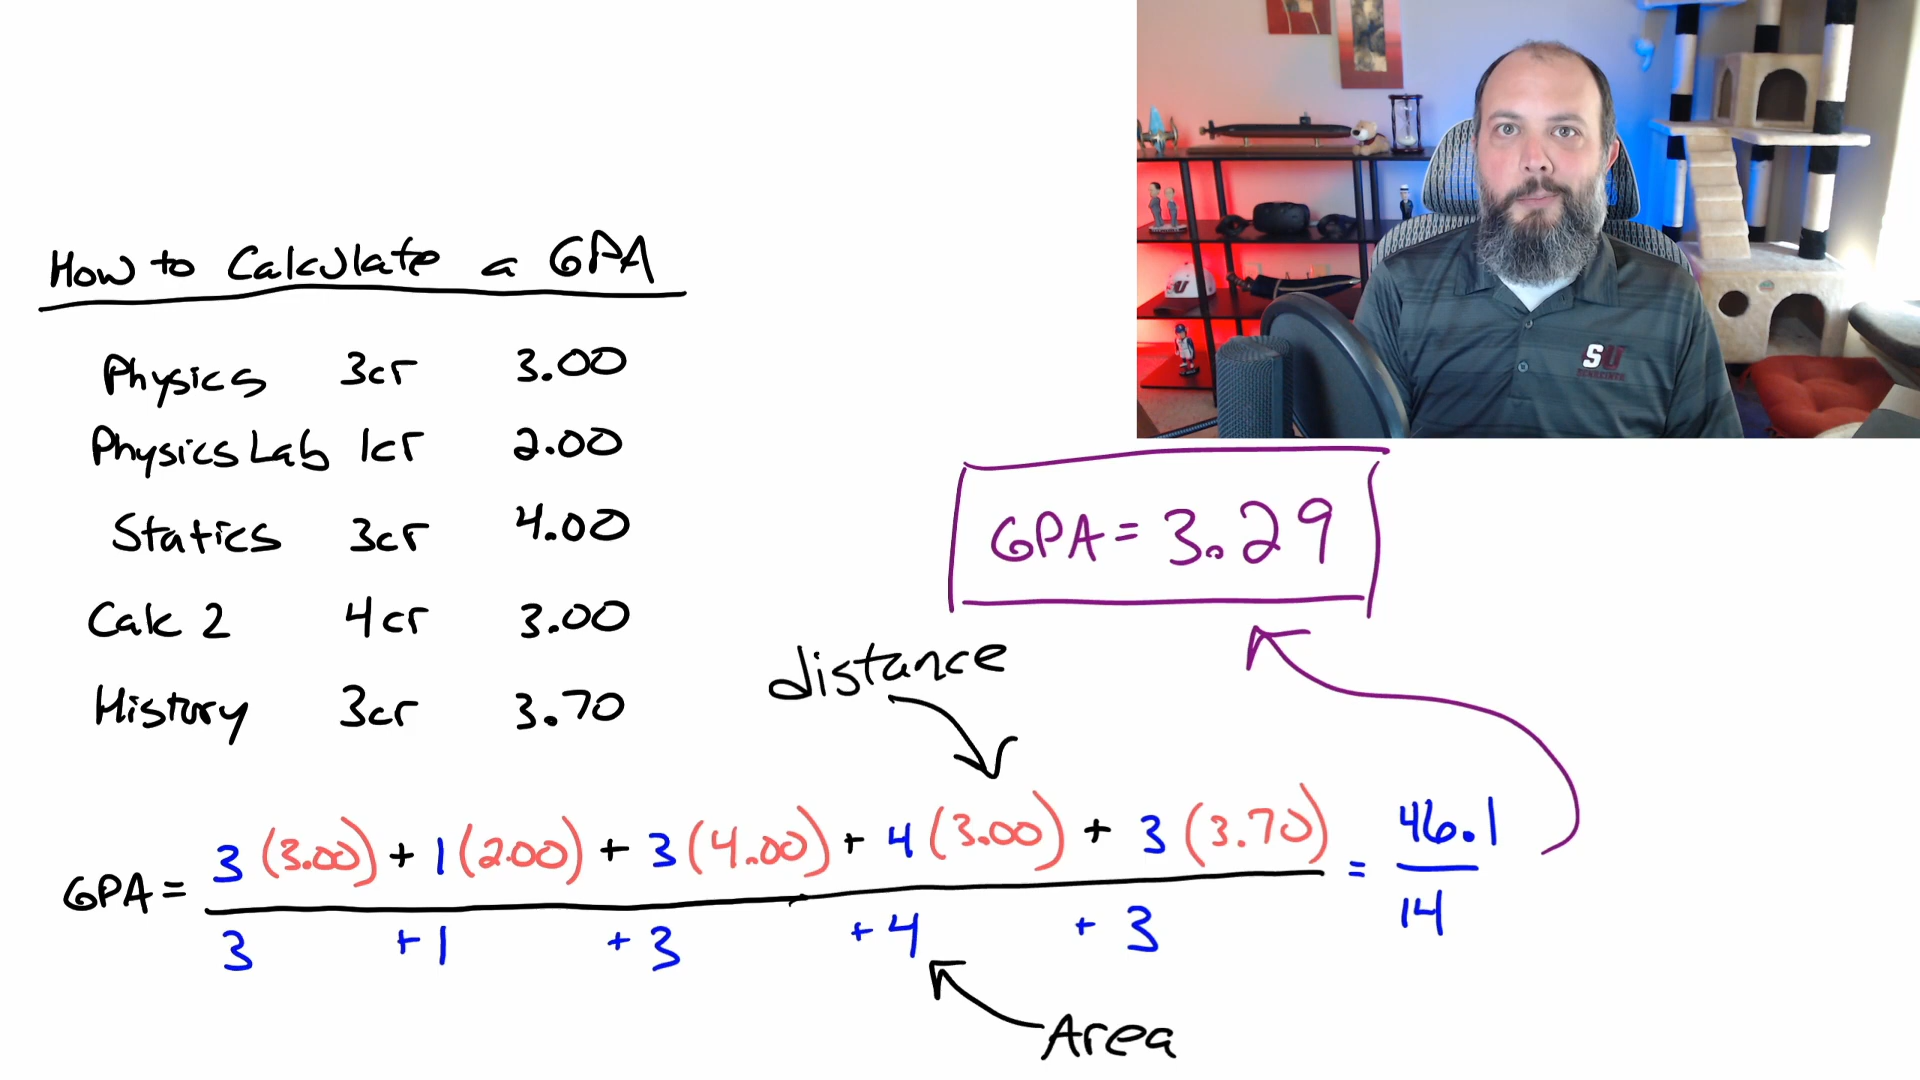 How to Calculate a GPA
Physics 3cr 3.00
Physics Lab 1cr 2.00
Statics 3cr 4.00
Calc 2 4cr 3.00
History 3cr 3.70
GPA = 3.29
distance
GPA = 3 (3.00) + 1 (2.00) + 3 (4.00) + 4 (3.00) + 3 (3.70) = 46.1
3 + 1 + 3 + 4 + 3 14
Area
SU
U